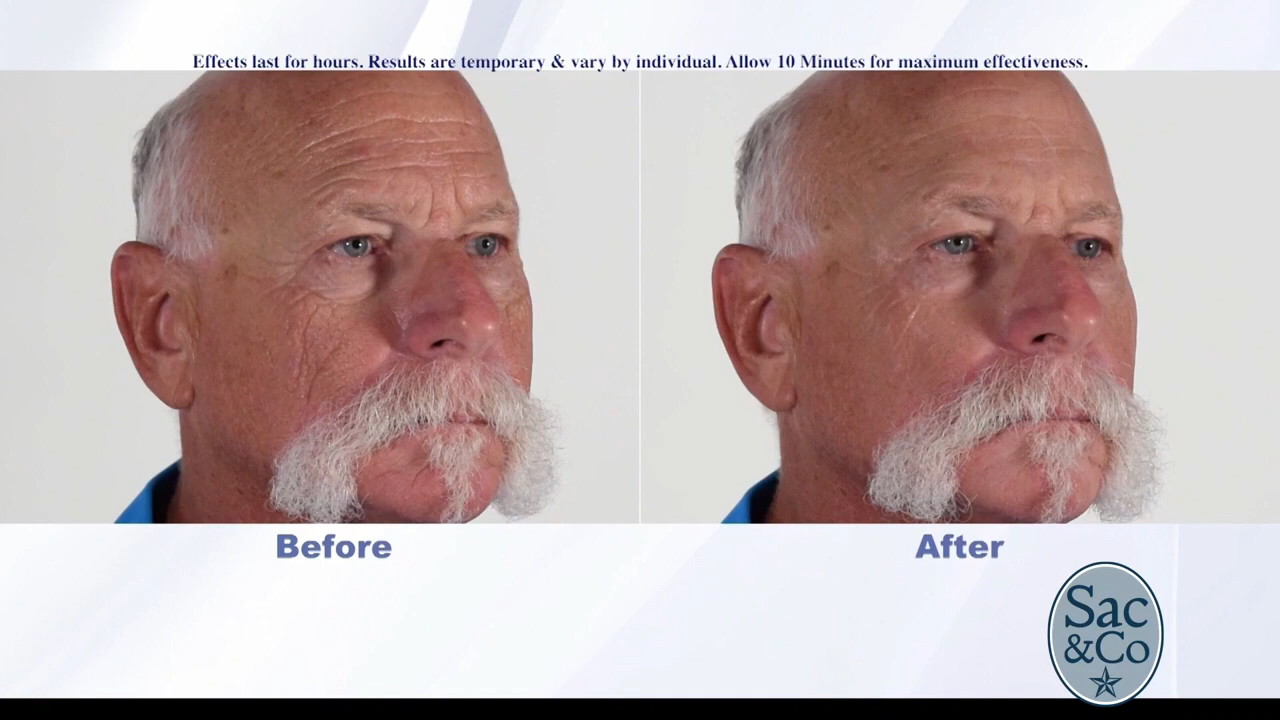 Effects last for hours. Results are temporary & vary by individual. Allow 10 Minutes for maximum effectiveness.
Before
After
Sac
&Co